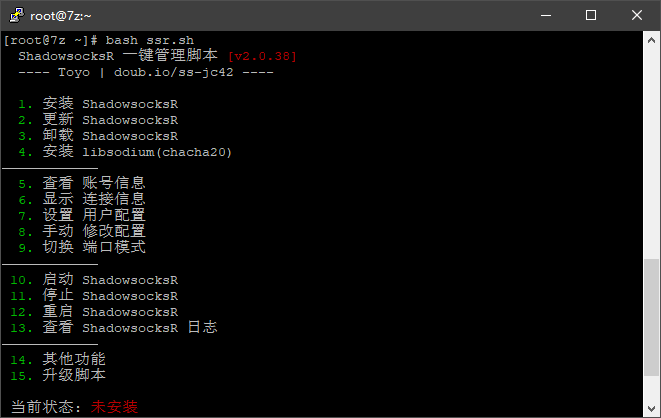 root@7z:~
[root@7z ~]# bash ssr.sh
ShadowsocksR 一键管理脚本 [v2.0.38]
---- Toyo | doub.io/ss-jc42 ----
1. 安装 ShadowsocksR
2. 更新 ShadowsocksR
3. 卸载 ShadowsocksR
4. 安装 libsodium(chacha20)
5. 查看 账号信息
6. 显示 连接信息
7. 设置 用户配置
8. 手动 修改配置
9. 切换 端口模式
10. 启动 ShadowsocksR
11. 停止 ShadowsocksR
12. 重启 ShadowsocksR
13. 查看 ShadowsocksR 日志
14. 其他功能
15. 升级脚本
当前状态：未安装